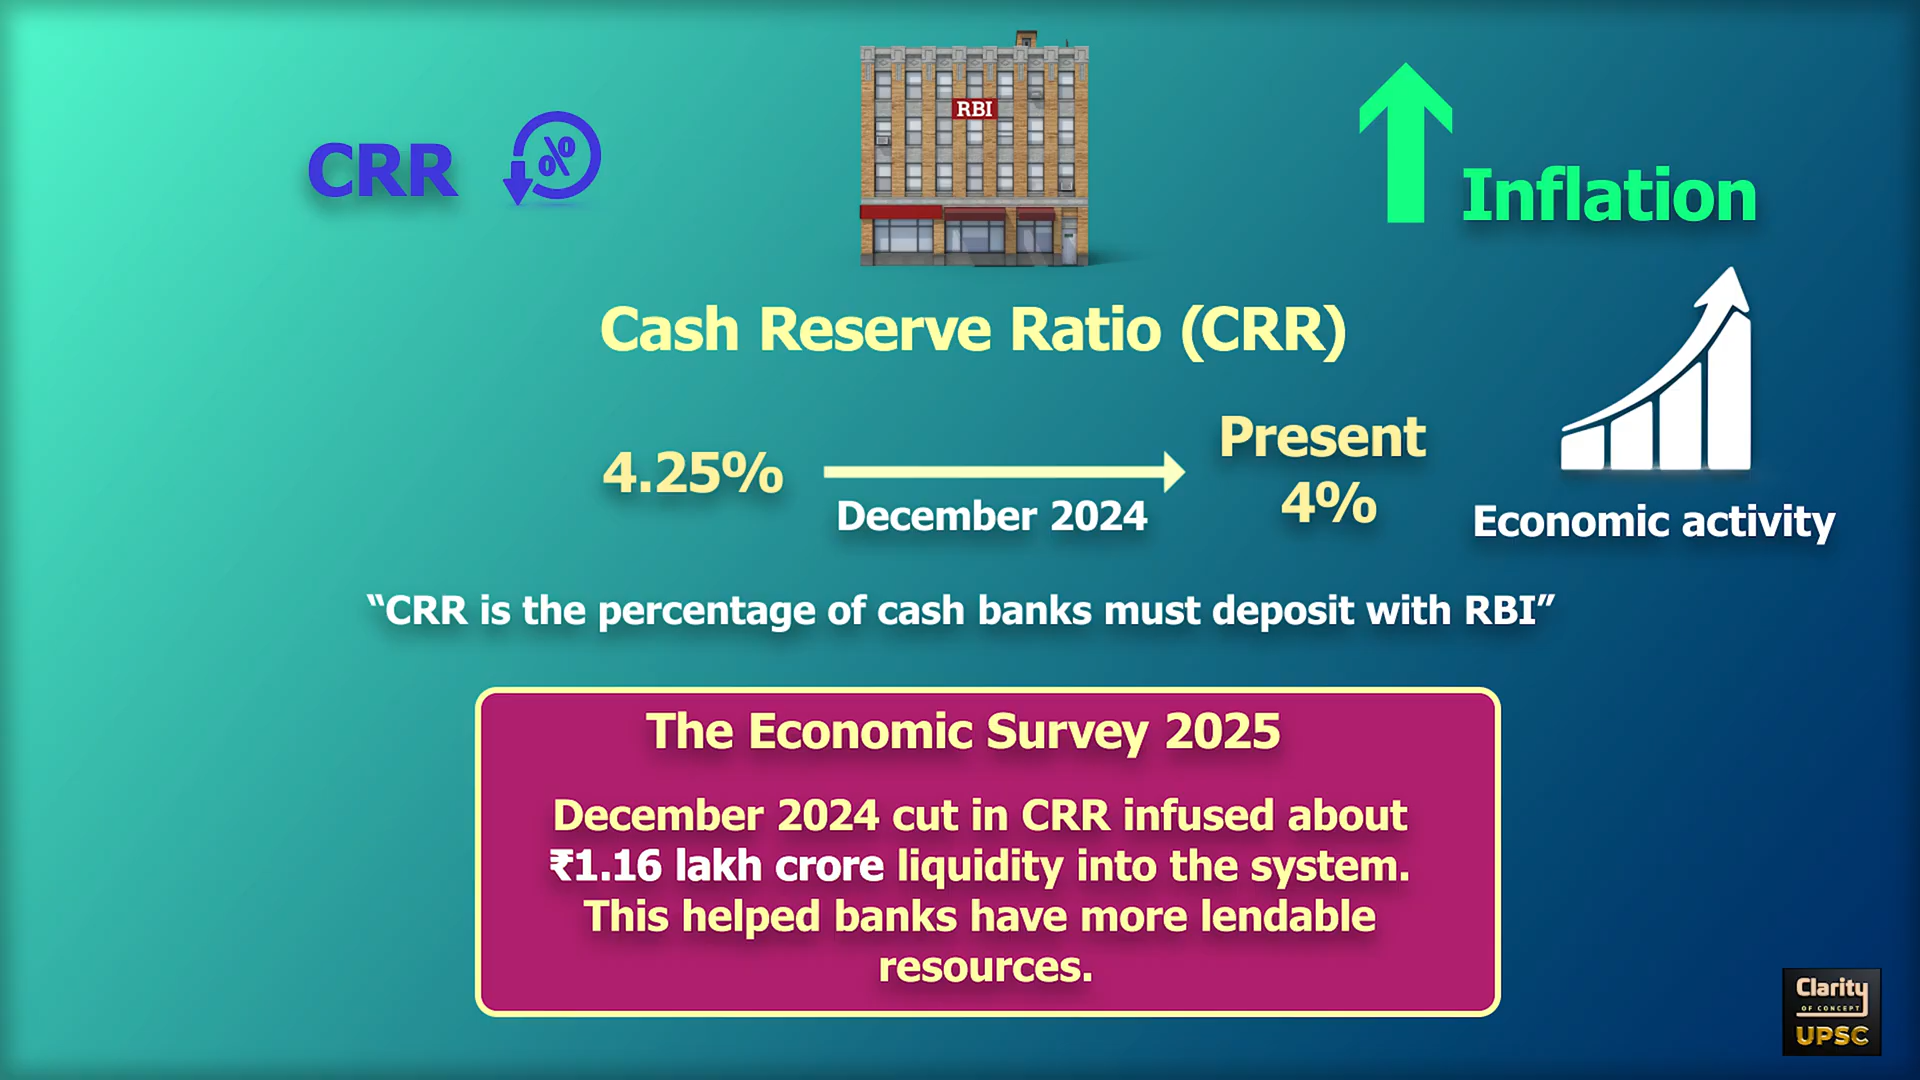 CRR
%
RBI
Inflation
Cash Reserve Ratio (CRR)
4.25%
December 2024
Present
4%
Economic activity
“CRR is the percentage of cash banks must deposit with RBI”
The Economic Survey 2025
December 2024 cut in CRR infused about
₹1.16 lakh crore liquidity into the system.
This helped banks have more lendable
resources.
Clarity
OF CONCEPT
UPSC